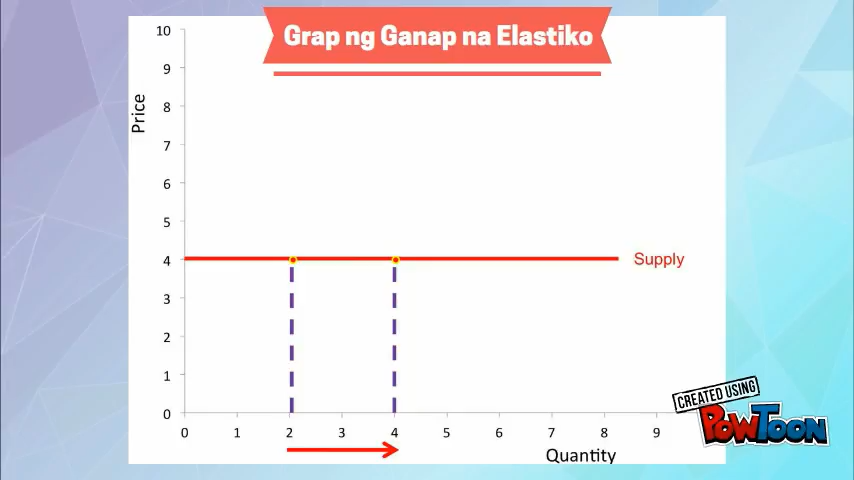 Grap ng Ganap na Elastiko
10
9
8
Price
7
6
5
4
Supply
3
2
1
0
0 1 2 3 4 5 6 7 8 9
Quantity
CREATED USING
POWTOON